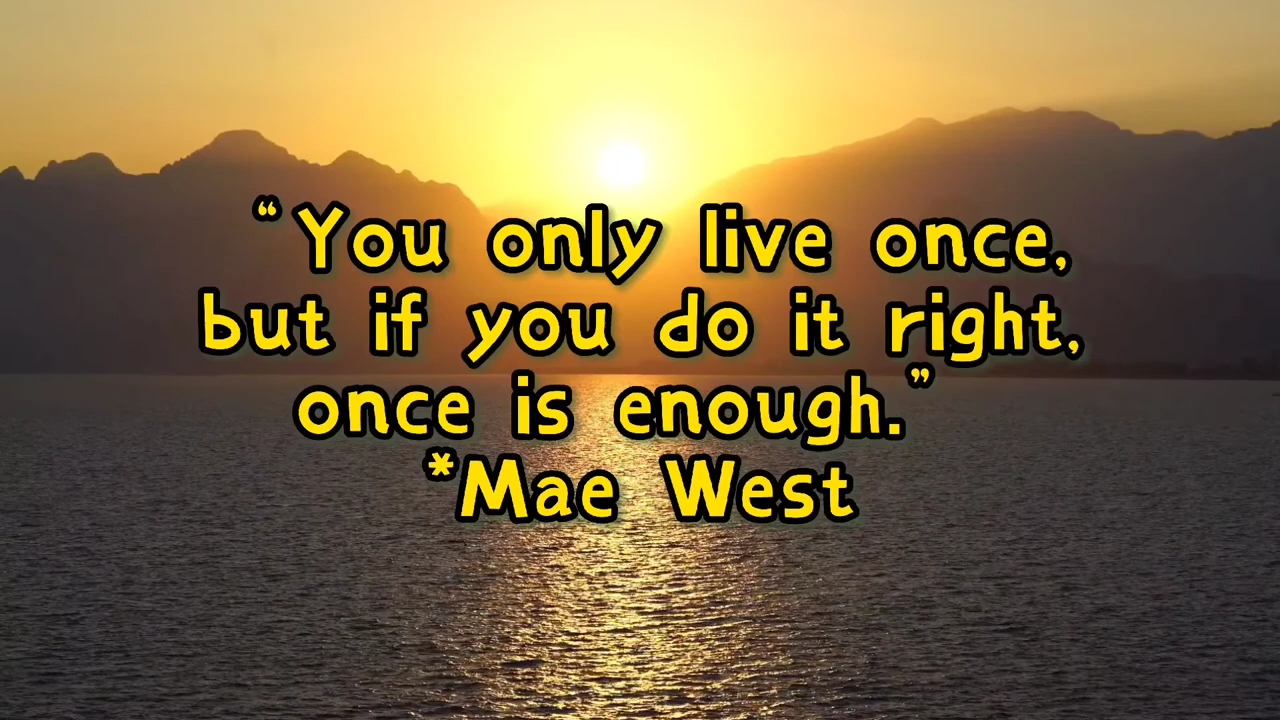 “You only live once,
but if you do it right,
once is enough.”
*Mae West